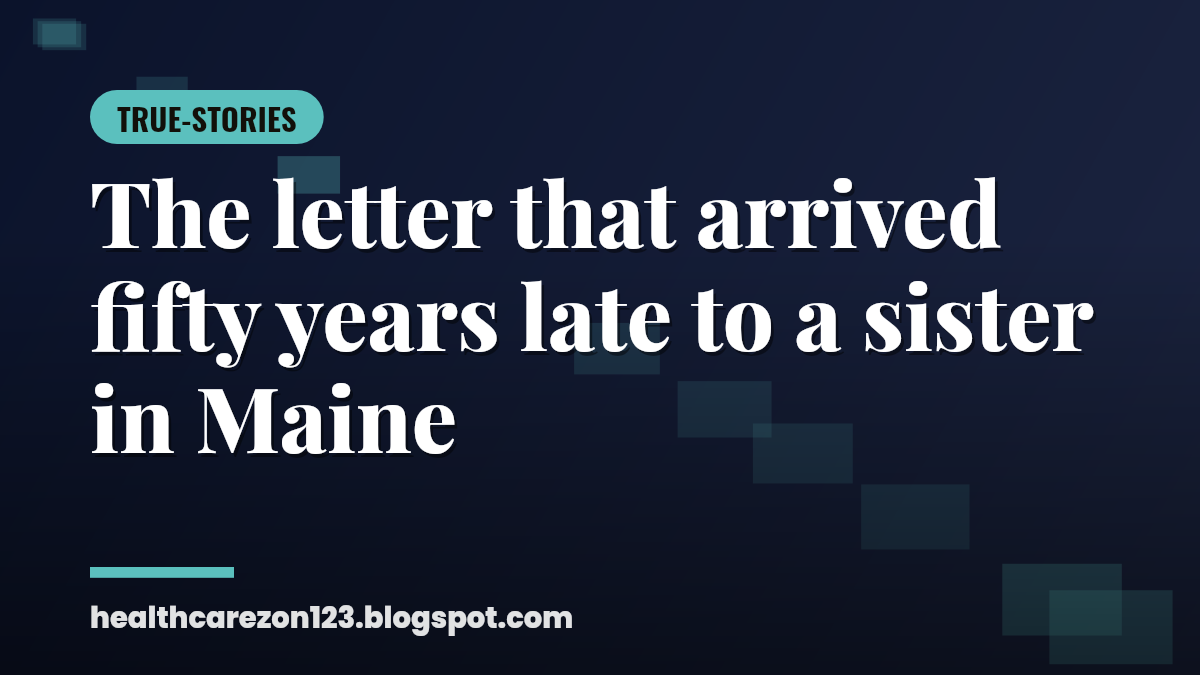 TRUE-STORIES
The letter that arrived
fifty years late to a sister
in Maine
healthcarezon123.blogspot.com